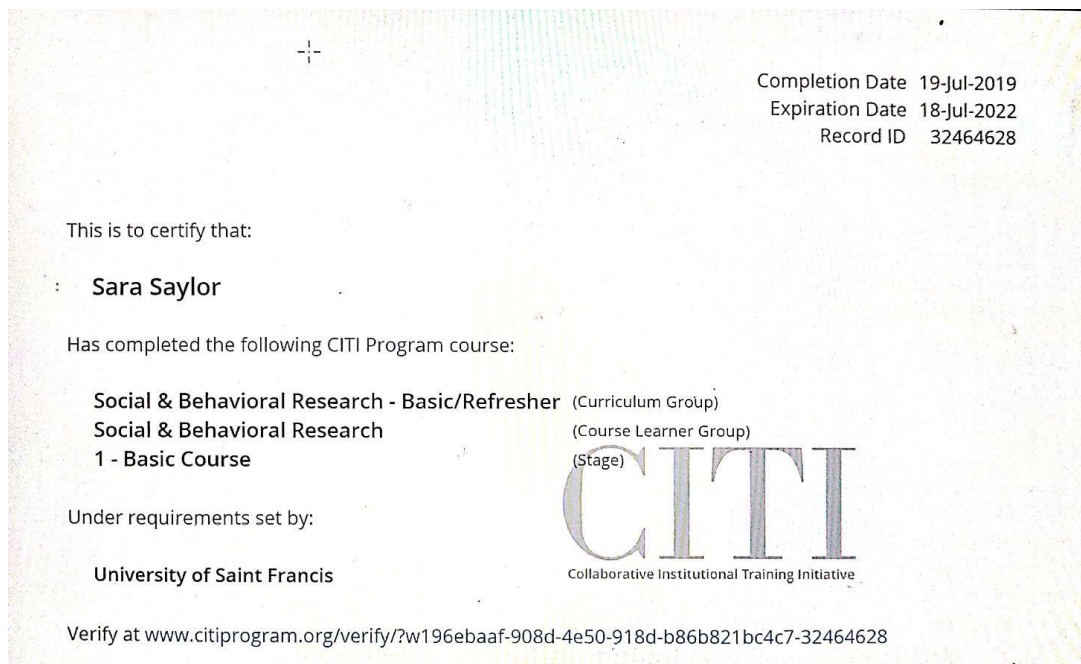 Completion Date 19-Jul-2019
Expiration Date 18-Jul-2022
Record ID 32464628
This is to certify that:
Sara Saylor
Has completed the following CITI Program course:
Social & Behavioral Research - Basic/Refresher (Curriculum Group)
Social & Behavioral Research (Course Learner Group)
1 - Basic Course (Stage)
Under requirements set by:
University of Saint Francis
CITI
Collaborative Institutional Training Initiative
Verify at www.citiprogram.org/verify/?w196ebaaf-908d-4e50-918d-b86b821bc4c7-32464628